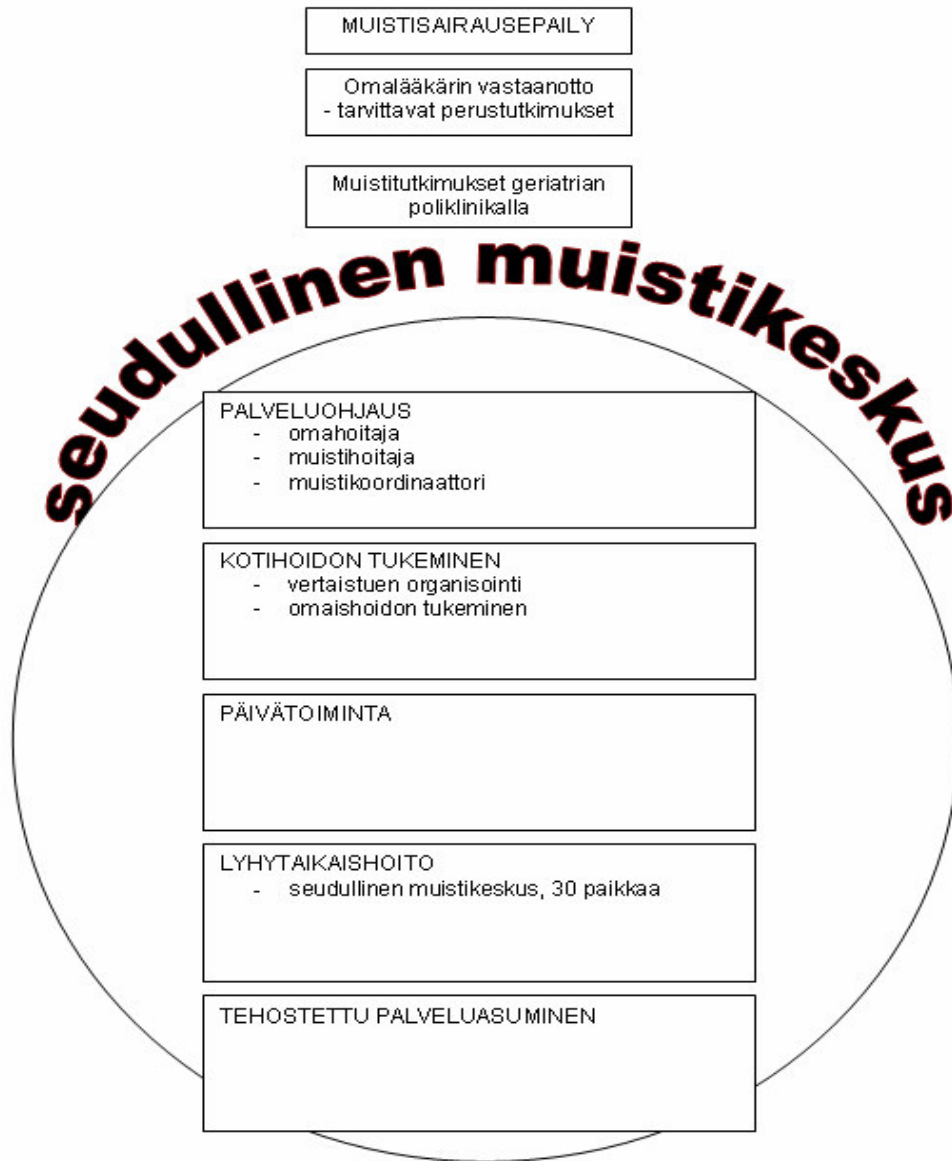 MUISTISAIRAUSEPAILY
Omalääkärin vastaanotto
- tarvittavat perustutkimukset
Muistitutkimukset geriatrian
poliklinikalla
seudullinen muistikeskus
PALVELUOHJAUS
- omahoitaja
- muistihoitaja
- muistikoordinaattori
KOTIHOIDON TUKEMINEN
- vertaistuen organisointi
- omaishoidon tukeminen
PÄIVÄTOIMINTA
LYHYTAIKAISHOITO
- seudullinen muistikeskus, 30 paikkaa
TEHOSTETTU PALVELUASUMINEN